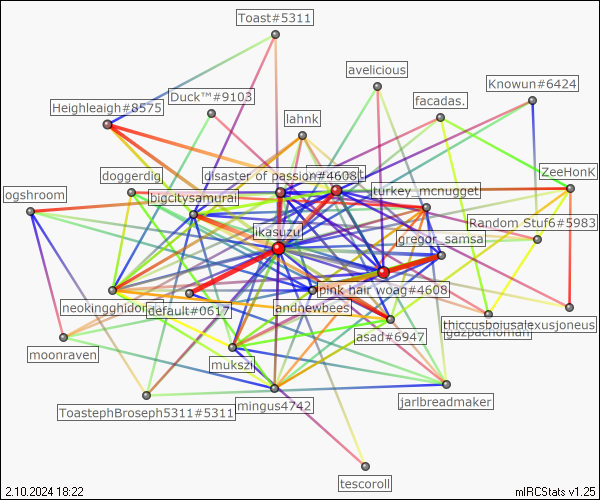 Toast#5311
avelicious
Knowun#6424
Duck™#9103
facadas.
Heighleigh#8575
lahnk
doggerdig
disaster of passion#4608
ZeeHonK
bigcitysamurai
turkey_mcnugget
ogshroom
Random Stuf6#5983
ikasuzu
gregor_samsa
pink hair woag#4608
neokingghidor
default#0617
andnewbees
thiccusbojusalexusjoneus
gazpachoman
asad#6947
moonraven
mukszi
ToastephBroseph5311#5311
mingus4742
jarlbreadmaker
tescoroll
2.10.2024 18:22
mIRCStats v1.25